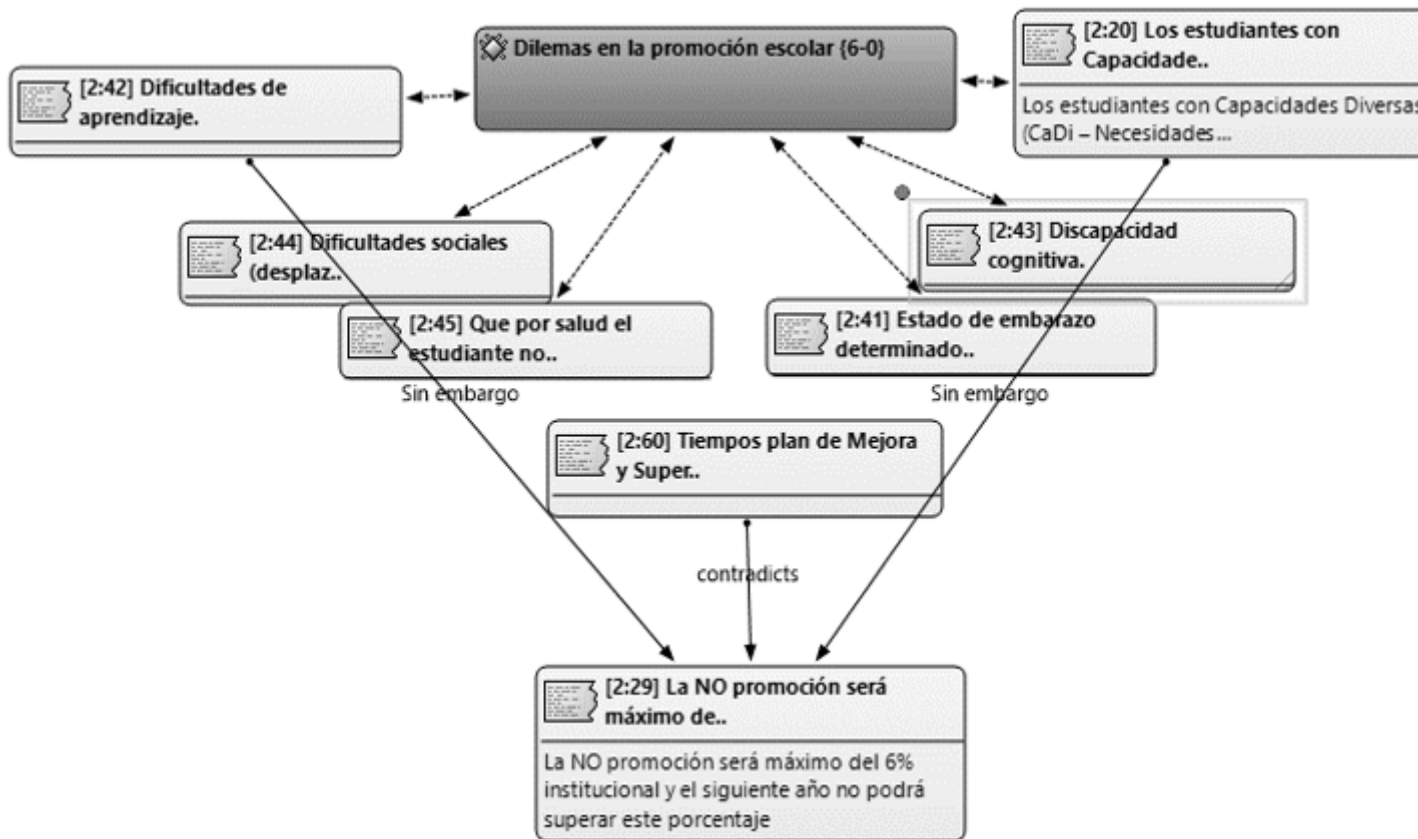 Dilemas en la promoción escolar {6-0}
[2:20] Los estudiantes con
Capacidade..
Los estudiantes con Capacidades Diversas
(CaDi – Necesidades...
[2:42] Dificultades de
aprendizaje.
[2:44] Dificultades sociales
(desplaz..
[2:43] Discapacidad
cognitiva.
[2:45] Que por salud el
estudiante no..
[2:41] Estado de embarazo
determinado..
Sin embargo
Sin embargo
[2:60] Tiempos plan de Mejora
y Super..
contradicts
[2:29] La NO promoción será
máximo de..
La NO promoción será máximo del 6%
institucional y el siguiente año no podrá
superar este porcentaje